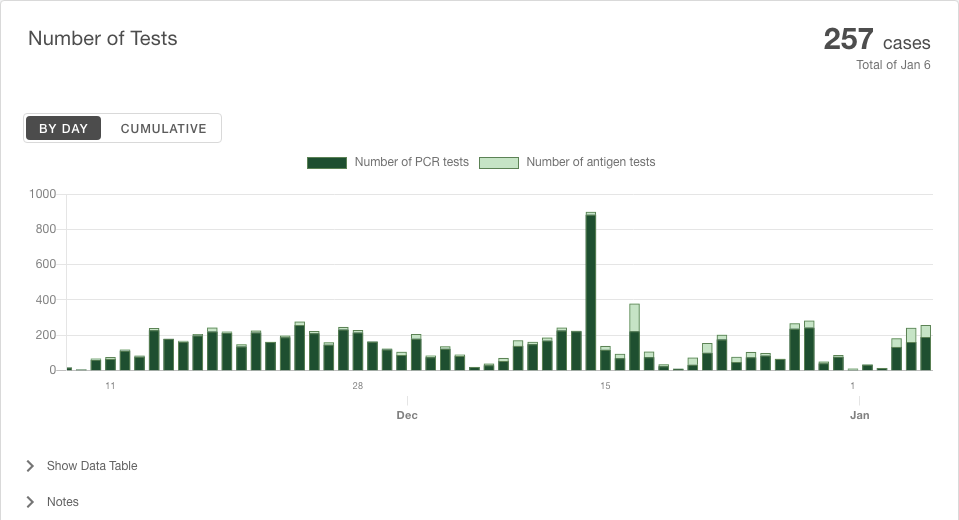 Number of Tests
257 cases
Total of Jan 6
BY DAY CUMULATIVE
Number of PCR tests Number of antigen tests
1000
800
600
400
200
0
11 28 15 1
Dec Jan
Show Data Table
Notes